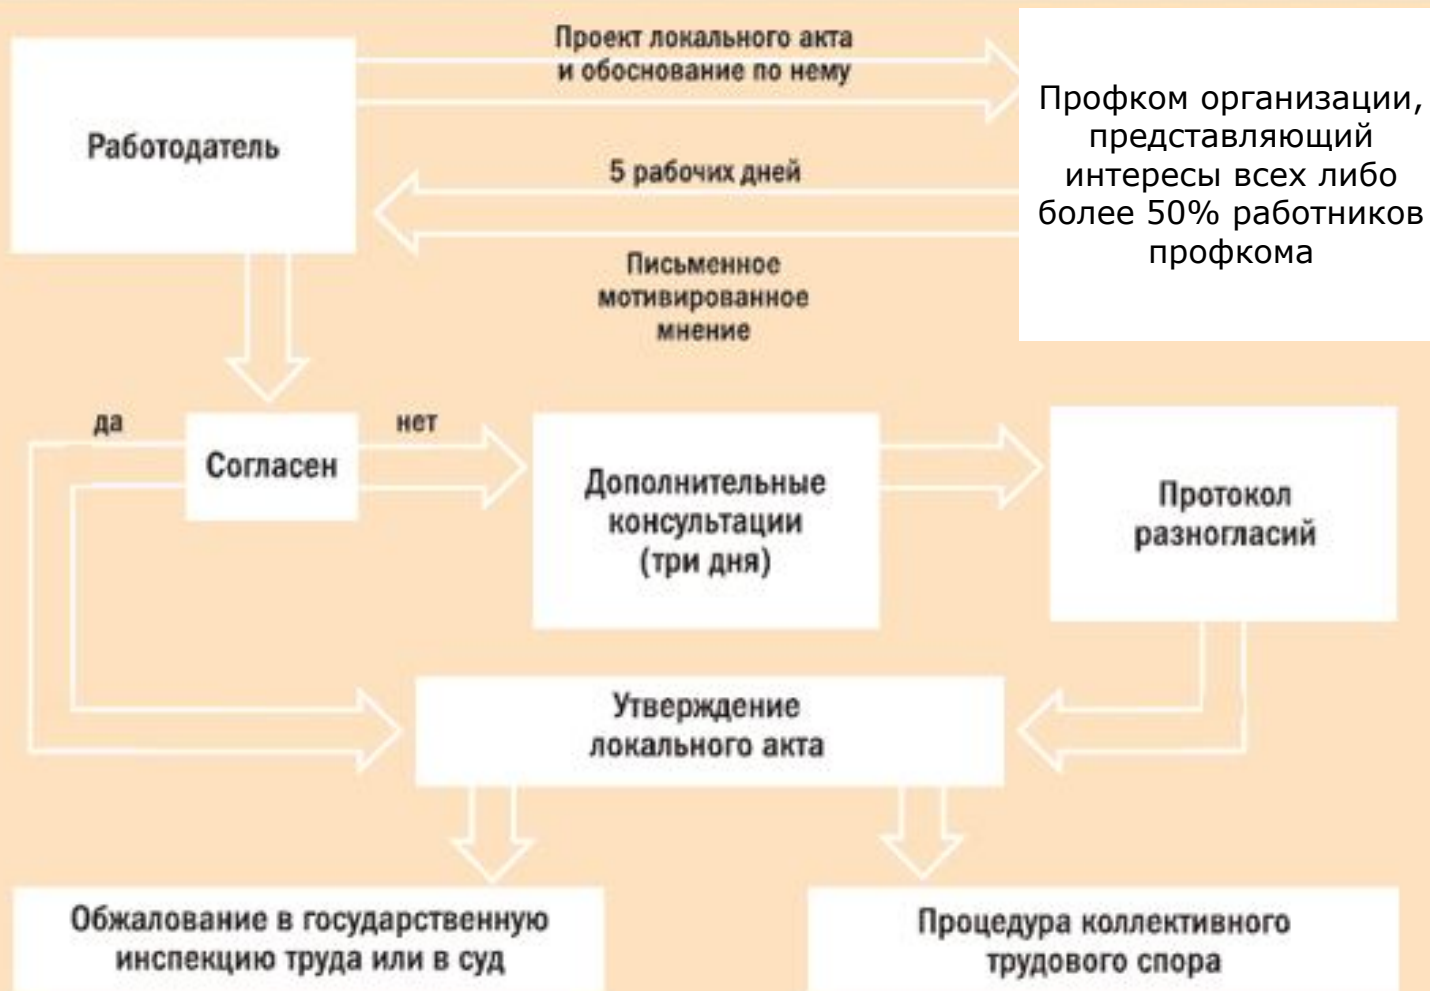 Проект локального акта
и обоснование по нему
Работодатель
Профком организации,
представляющий
интересы всех либо
более 50% работников
профкома
5 рабочих дней
Письменное
мотивированное
мнение
да
Согласен
нет
Дополнительные
консультации
(три дня)
Протокол
разногласий
Утверждение
локального акта
Обжалование в государственную
инспекцию труда или в суд
Процедура коллективного
трудового спора